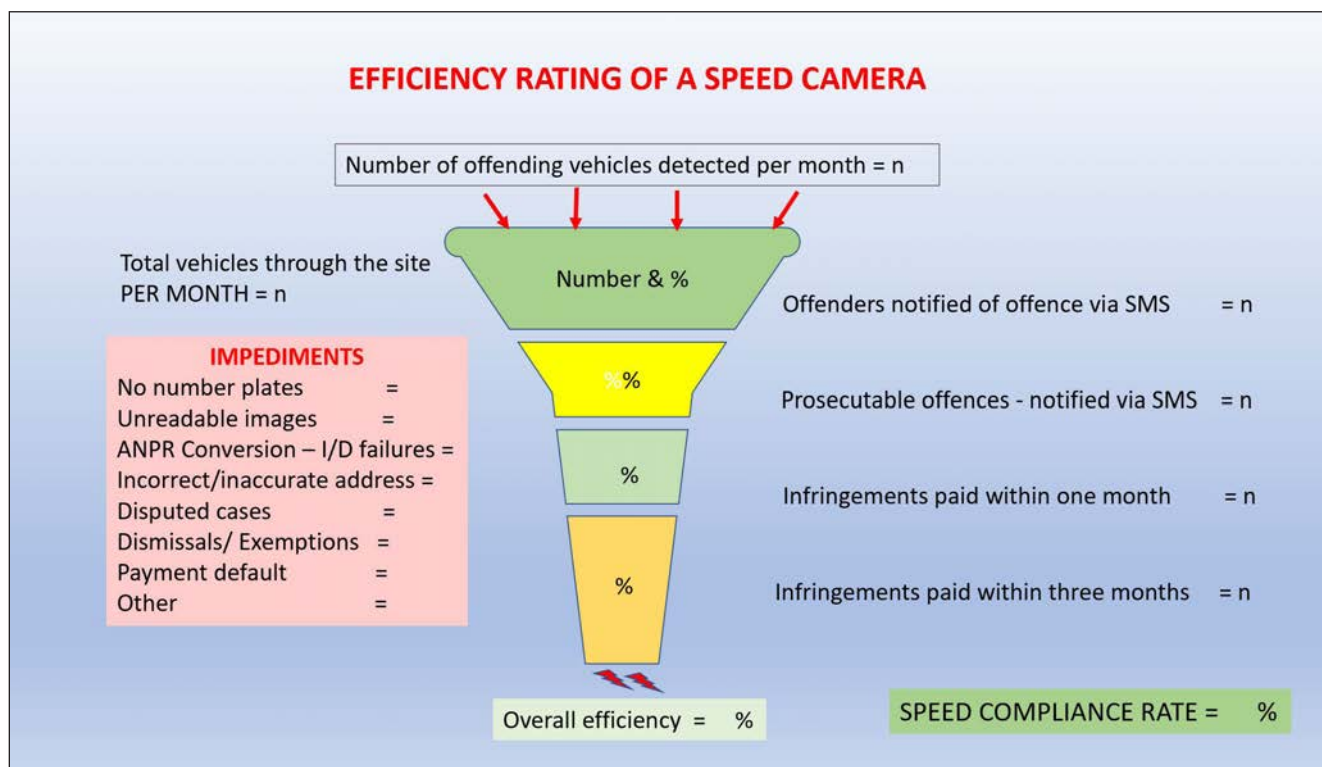 EFFICIENCY RATING OF A SPEED CAMERA
Number of offending vehicles detected per month = n
Total vehicles through the site
PER MONTH = n
Number & %
Offenders notified of offence via SMS = n
IMPEDIMENTS
No number plates =
Unreadable images =
ANPR Conversion – I/D failures =
Incorrect/inaccurate address =
Disputed cases =
Dismissals/ Exemptions =
Payment default =
Other =
%%
Prosecutable offences - notified via SMS = n
%
Infringements paid within one month = n
%
Infringements paid within three months = n
Overall efficiency = %
SPEED COMPLIANCE RATE = %